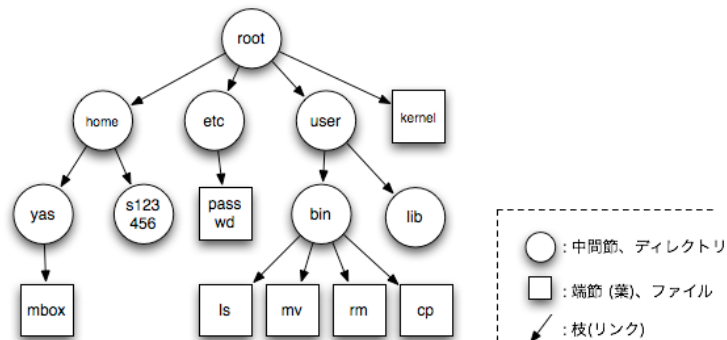 root
home
etc
user
kernel
yas
s123
456
pass
wd
bin
lib
mbox
ls
mv
rm
cp
: 中間節、ディレクトリ
: 端節 (葉)、ファイル
: 枝(リンク)